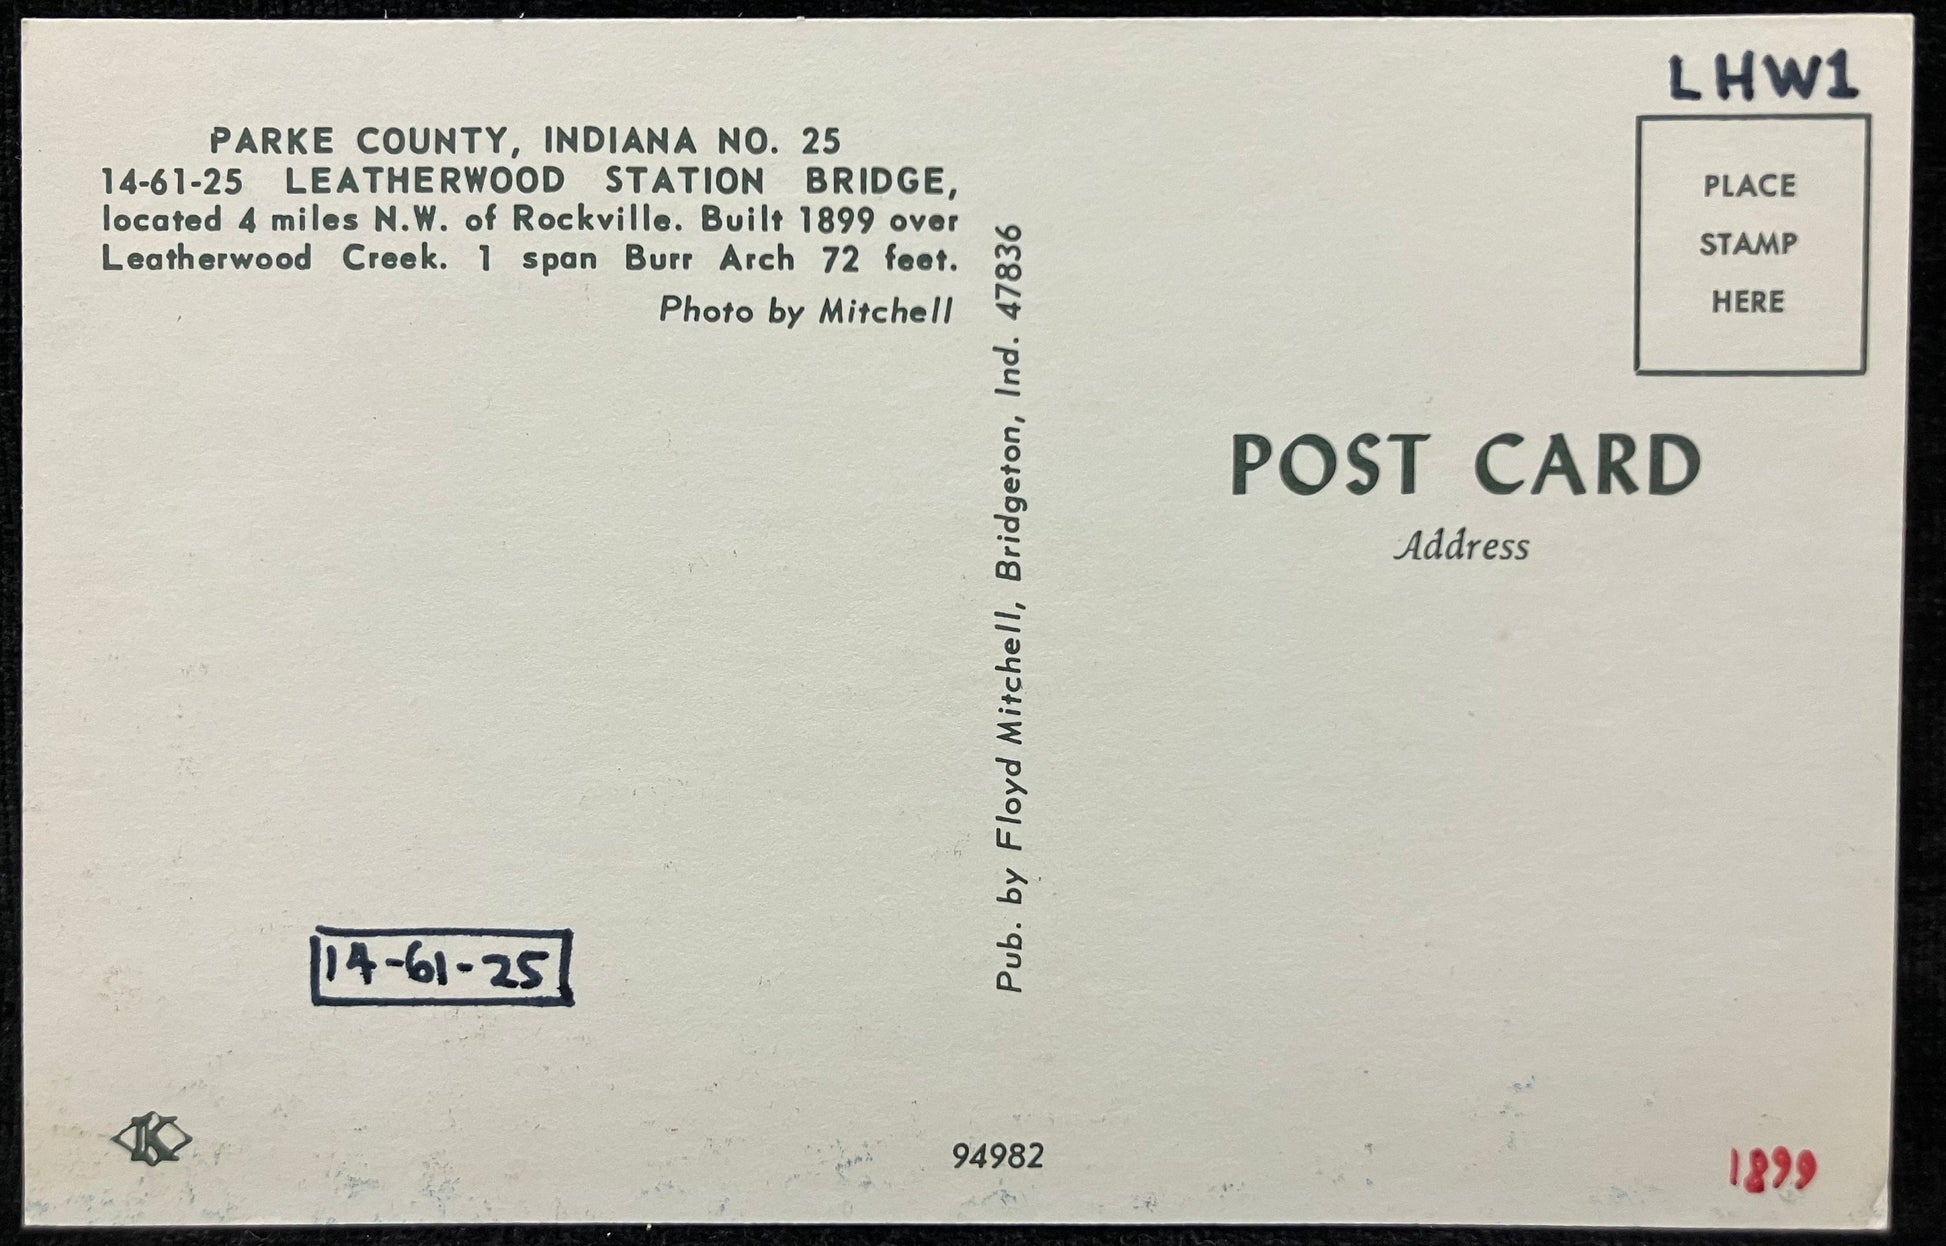 LHW1
PARKE COUNTY, INDIANA NO. 25
14-61-25 LEATHERWOOD STATION BRIDGE,
located 4 miles N.W. of Rockville. Built 1899 over
Leatherwood Creek. 1 span Burr Arch 72 feet.
Photo by Mitchell
Pub. by Floyd Mitchell, Bridgeton, Ind. 47836
PLACE
STAMP
HERE
POST CARD
Address
14-61-25
K
94982
1899